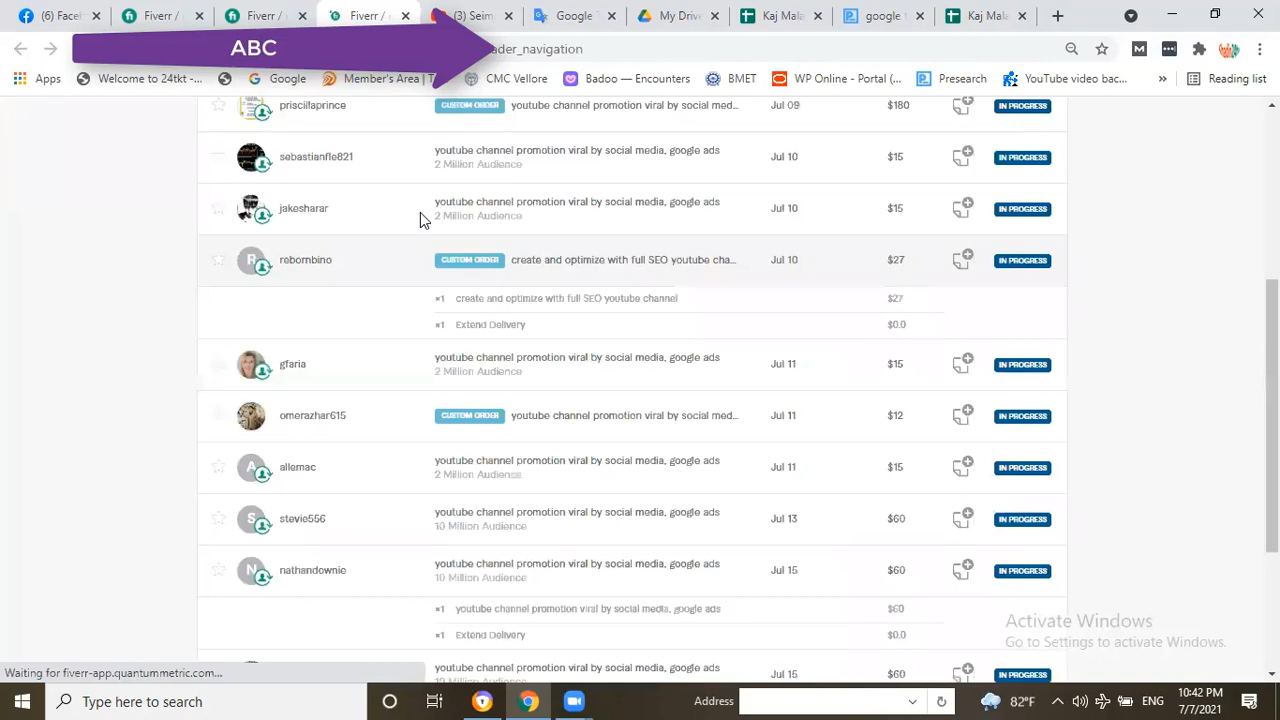 (6) Faceb
Fiverr /
Fiverr /
Fiverr /
(3) Seim
Google T
My Drive
Kaj Mala
google s
Kaj Mala
ABC
ader_navigation
Apps
Welcome to 24tkt -...
Google
Member's Area | T
CMC Vellore
Badoo — Encounters
BMET
WP Online - Portal (...
Presearch
YouTube video bac...
»
Reading list
priscillaprince
CUSTOM ORDER youtube channel promotion viral by social med...
Jul 09
$180
IN PROGRESS
sebastianfle821
youtube channel promotion viral by social media, google ads
2 Million Audience
Jul 10
$15
IN PROGRESS
jakesharar
youtube channel promotion viral by social media, google ads
2 Million Audience
Jul 10
$15
IN PROGRESS
R
rebornbino
CUSTOM ORDER create and optimize with full SEO youtube cha...
Jul 10
$27
IN PROGRESS
×1 create and optimize with full SEO youtube channel
$27
×1 Extend Delivery
$0.0
gfaria
youtube channel promotion viral by social media, google ads
2 Million Audience
Jul 11
$15
IN PROGRESS
omerazhar615
CUSTOM ORDER youtube channel promotion viral by social med...
Jul 11
$12
IN PROGRESS
A
allemac
youtube channel promotion viral by social media, google ads
2 Million Audience
Jul 11
$15
IN PROGRESS
S
stevie556
youtube channel promotion viral by social media, google ads
10 Million Audience
Jul 13
$60
IN PROGRESS
N
nathandownie
youtube channel promotion viral by social media, google ads
10 Million Audience
Jul 15
$60
IN PROGRESS
×1 youtube channel promotion viral by social media, google ads
$60
×1 Extend Delivery
$0.0
youtube channel promotion viral by social media, google ads
Jul 15
$60
IN PROGRESS
Activate Windows
Go to Settings to activate Windows.
Waiting for fiverr-app.quantummetric.com...
Type here to search
Address
82°F
ENG
10:42 PM
7/7/2021